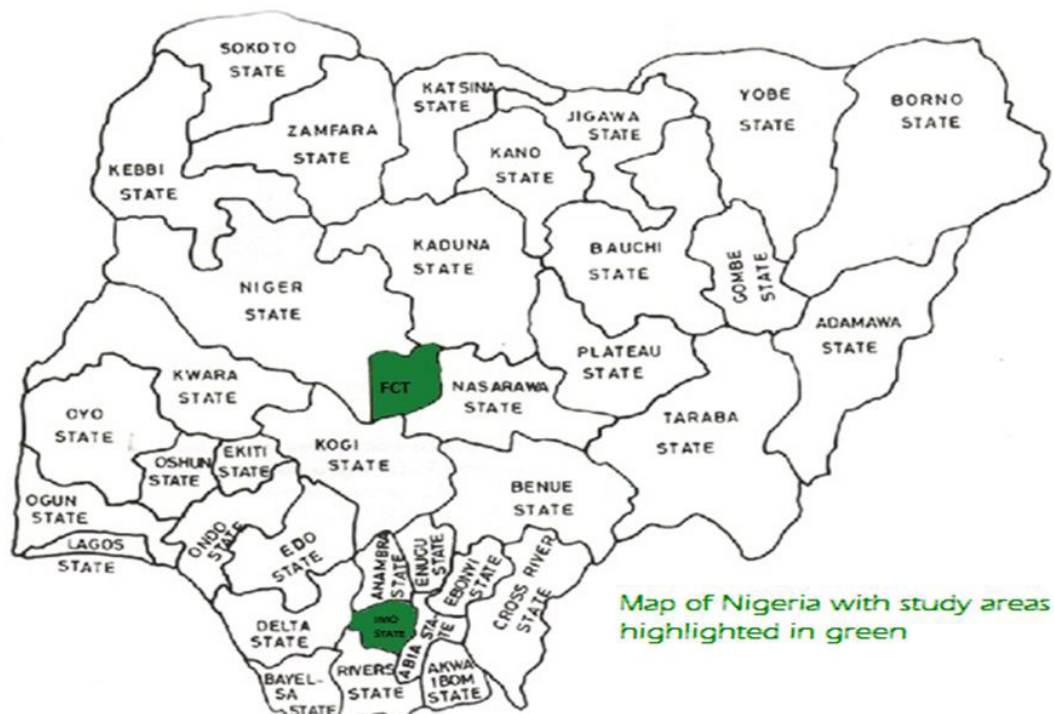 SOKOTO
STATE
KATSINA
STATE
YOBE
STATE
BORNO
STATE
ZAMFARA
STATE
JIGAWA
STATE
KANO
STATE
KEBBI
STATE
KADUNA
STATE
BAUCHI
STATE
GOMBE
STATE
NIGER
STATE
ADAMAWA
STATE
PLATEAU
STATE
FCT
NASARAWA
STATE
KWARA
STATE
TARABA
STATE
OYO
STATE
KOGI
STATE
OSHUN
STATE
EKITI
STATE
BENUE
STATE
OGUN
STATE
LAGOS
STATE
ONDO
STATE
EDO
STATE
ANAMBRA
STATE
ENUGU
STATE
EBONYI
STATE
CROSS RIVER
STATE
Map of Nigeria with study areas
highlighted in green
DELTA
STATE
IMO
STATE
ABIA STATE
STATE
BAYEL-
SA
STATE
RIVERS
STATE
AKWA
IBOM
STATE